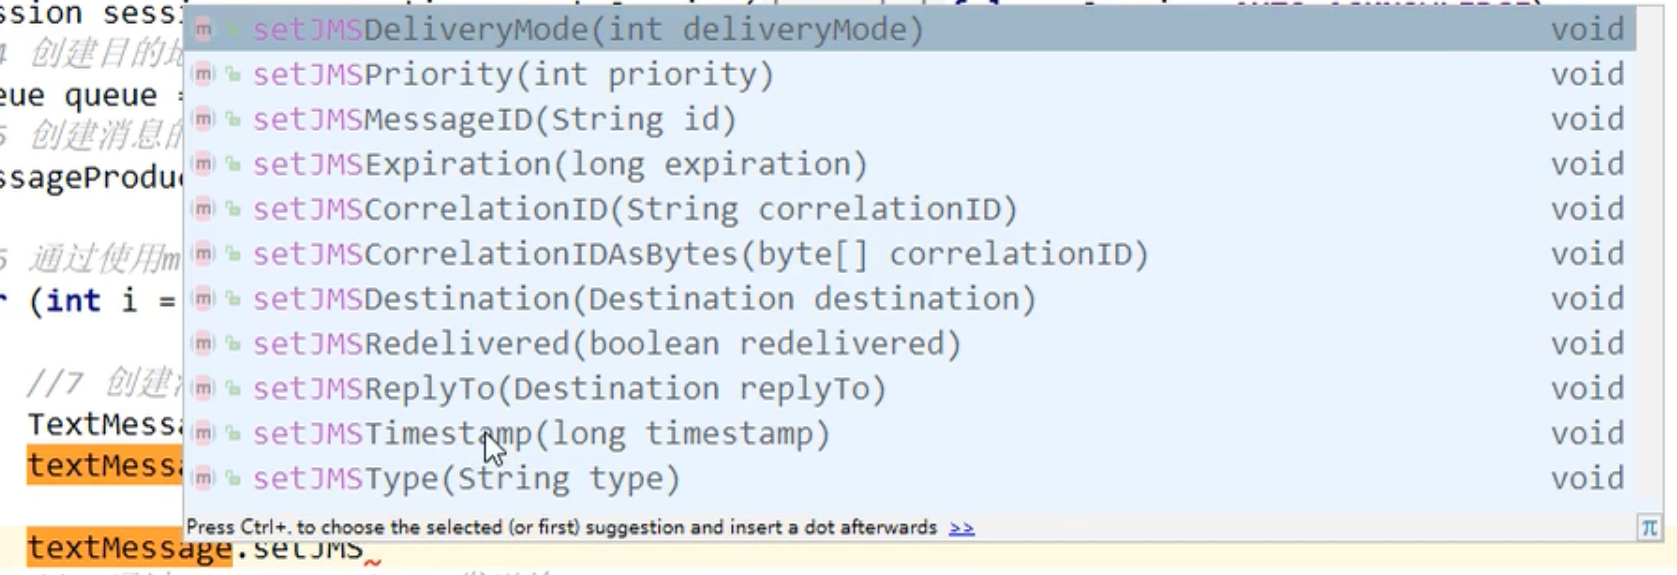 ssion sess
setJMSDeliveryMode(int deliveryMode) void
4 创建目的地
setJMSPriority(int priority) void
eue queue =
setJMSMessageID(String id) void
5 创建消息的
setJMSExpiration(long expiration) void
ssageProdu
setJMSCorrelationID(String correlationID) void
setJMSCorrelationIDAsBytes(byte[] correlationID) void
5 通过使用m
setJMSDestination(Destination destination) void
r (int i =
setJMSRedelivered(boolean redelivered) void
//7 创建
setJMSReplyTo(Destination replyTo) void
TextMess
setJMSTimestamp(long timestamp) void
textMessa
setJMSType(String type) void
Press Ctrl+. to choose the selected (or first) suggestion and insert a dot afterwards >>
π
textMessage.setJMS